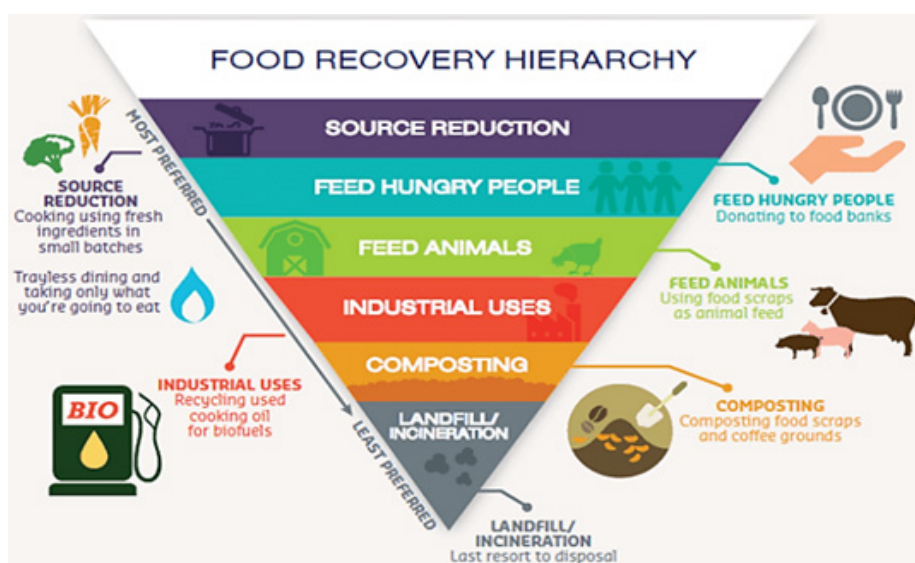 FOOD RECOVERY HIERARCHY
MOST PREFERRED
SOURCE REDUCTION
FEED HUNGRY PEOPLE
FEED ANIMALS
INDUSTRIAL USES
COMPOSTING
LANDFILL/
INCINERATION
LEAST PREFERRED
SOURCE
REDUCTION
Cooking using fresh
ingredients in
small batches
Trayless dining and
taking only what
you're going to eat
INDUSTRIAL USES
Recycling used
cooking oil
for biofuels
BIO
FEED HUNGRY PEOPLE
Donating to food banks
FEED ANIMALS
Using food scraps
as animal feed
COMPOSTING
Composting food scraps
and coffee grounds
LANDFILL/
INCINERATION
Last resort to disposal